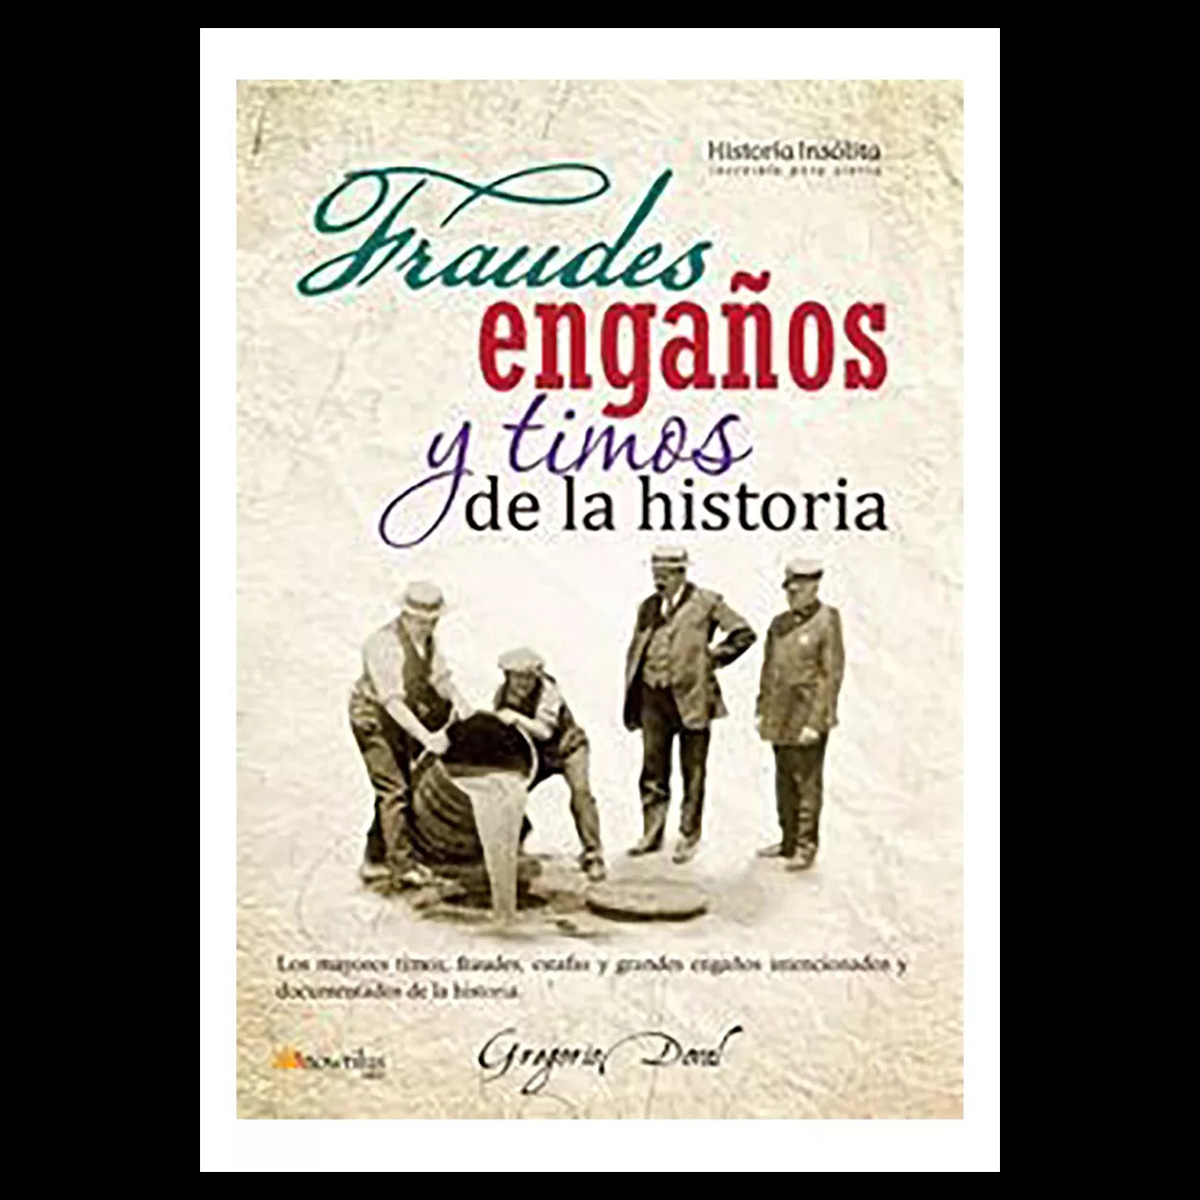 Historia Insólita
increíble pero cierta
Fraudes
engaños
y timos
de la historia
Los mayores timos, fraudes, estafas y grandes engaños intencionados y
documentados de la historia.
nowtilus
Gregorio Doval